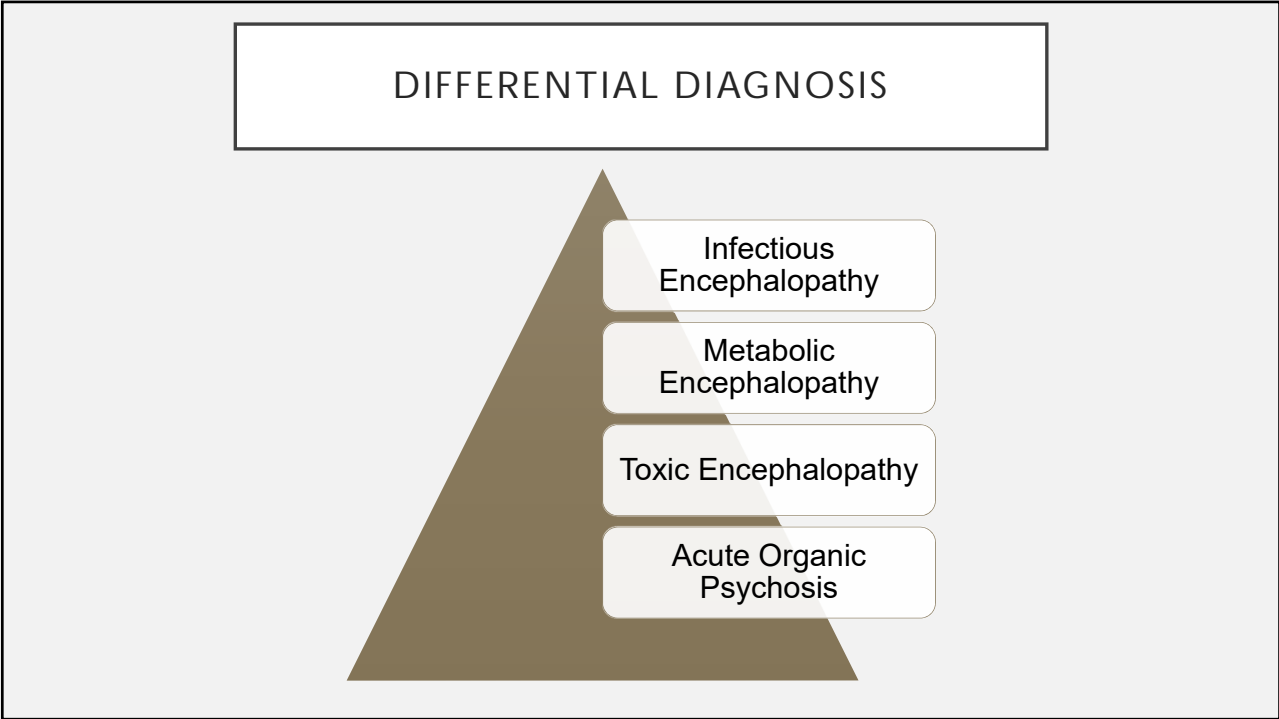 DIFFERENTIAL DIAGNOSIS
Infectious
Encephalopathy
Metabolic
Encephalopathy
Toxic Encephalopathy
Acute Organic
Psychosis